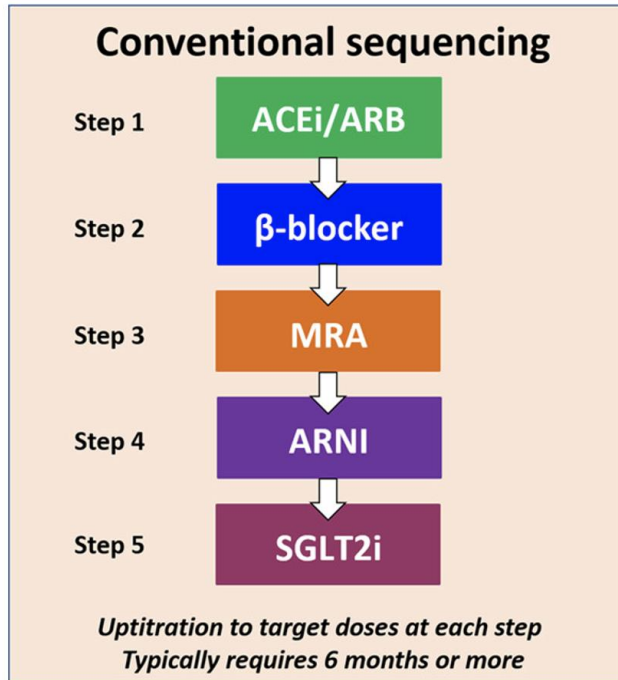 Conventional sequencing
Step 1 ACEi/ARB
Step 2 β-blocker
Step 3 MRA
Step 4 ARNI
Step 5 SGLT2i
Uptitration to target doses at each step
Typically requires 6 months or more